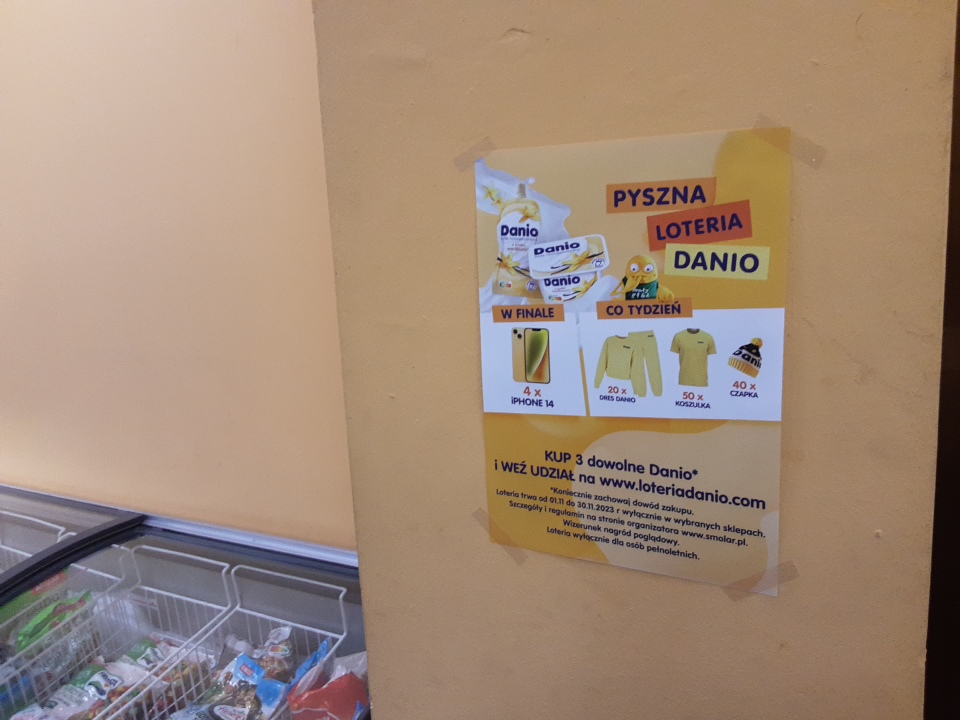 PYSZNA
LOTERIA
DANIO
Danio
Danio
Danio
W FINALE
CO TYDZIEŃ
4 x
iPHONE 14
20 x
DRES DANIO
50 x
KOSZULKA
40 x
CZAPKA
KUP 3 dowolne Danio*
i WEŹ UDZIAŁ na www.loteriadanio.com
*Koniecznie zachowaj dowód zakupu.
Loteria trwa od 01.11 do 30.11.2023 r wyłącznie w wybranych sklepach.
Szczegóły i regulamin na stronie organizatora www.smolar.pl.
Wizerunek nagród poglądowy.
Loteria wyłącznie dla osób pełnoletnich.